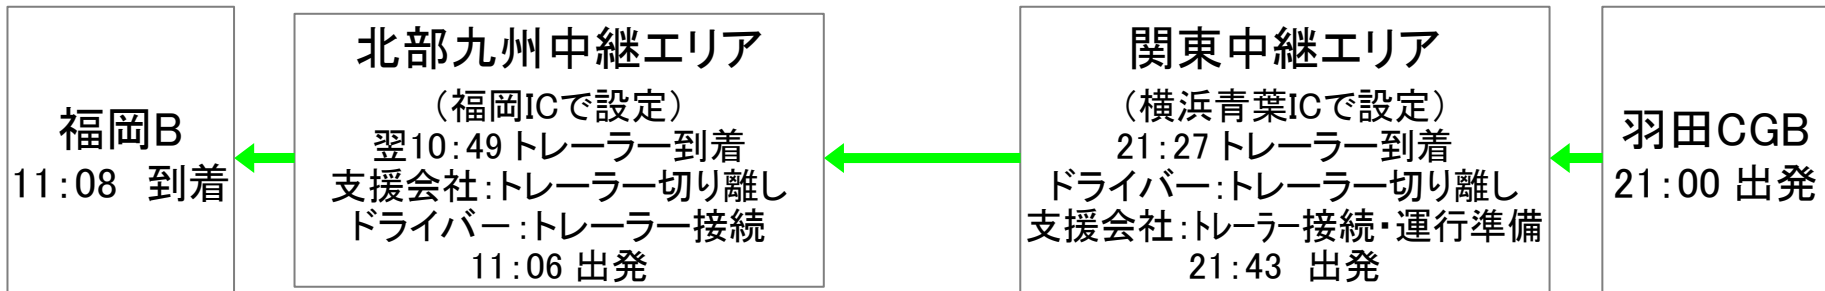 福岡B
11:08 到着
北部九州中継エリア
(福岡ICで設定)
翌10:49 トレーラー到着
支援会社:トレーラー切り離し
ドライバー:トレーラー接続
11:06 出発
関東中継エリア
(横浜青葉ICで設定)
21:27 トレーラー到着
ドライバー:トレーラー切り離し
支援会社:トレーラー接続・運行準備
21:43 出発
羽田CGB
21:00 出発